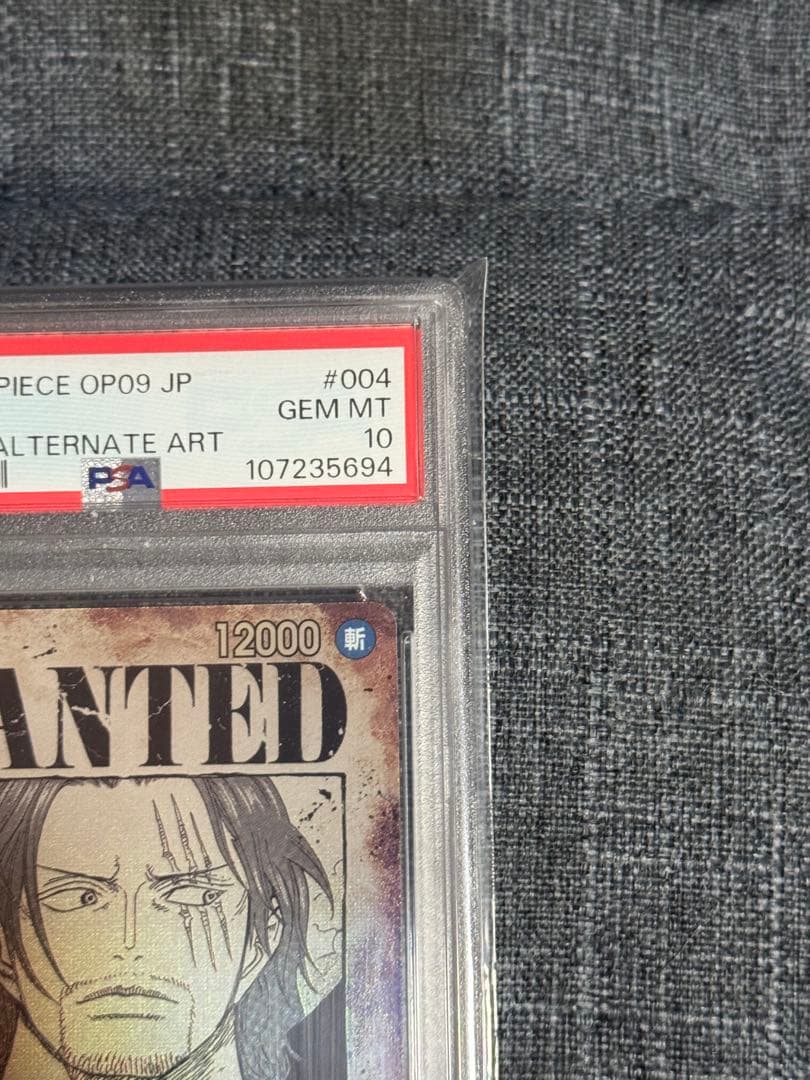 PIECE OP09 JP
#004
GEM MT
ALTERNATE ART
10
PSA
107235694
12000 斬
ANTED